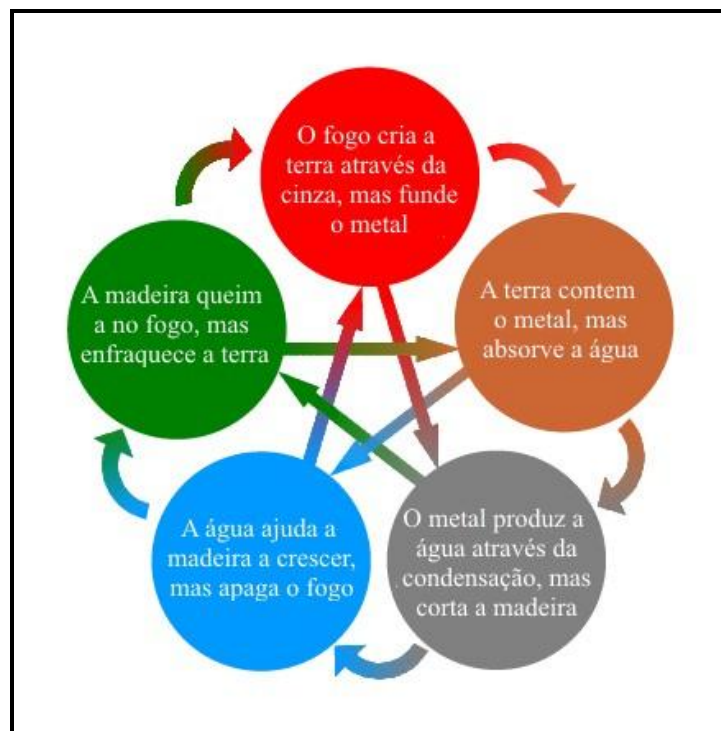 O fogo cria a
terra através da
cinza, mas funde
o metal
A madeira queim
a no fogo, mas
enfraquece a terra
A terra contem
o metal, mas
absorve a água
A água ajuda a
madeira a crescer,
mas apaga o fogo
O metal produz a
água através da
condensação, mas
corta a madeira